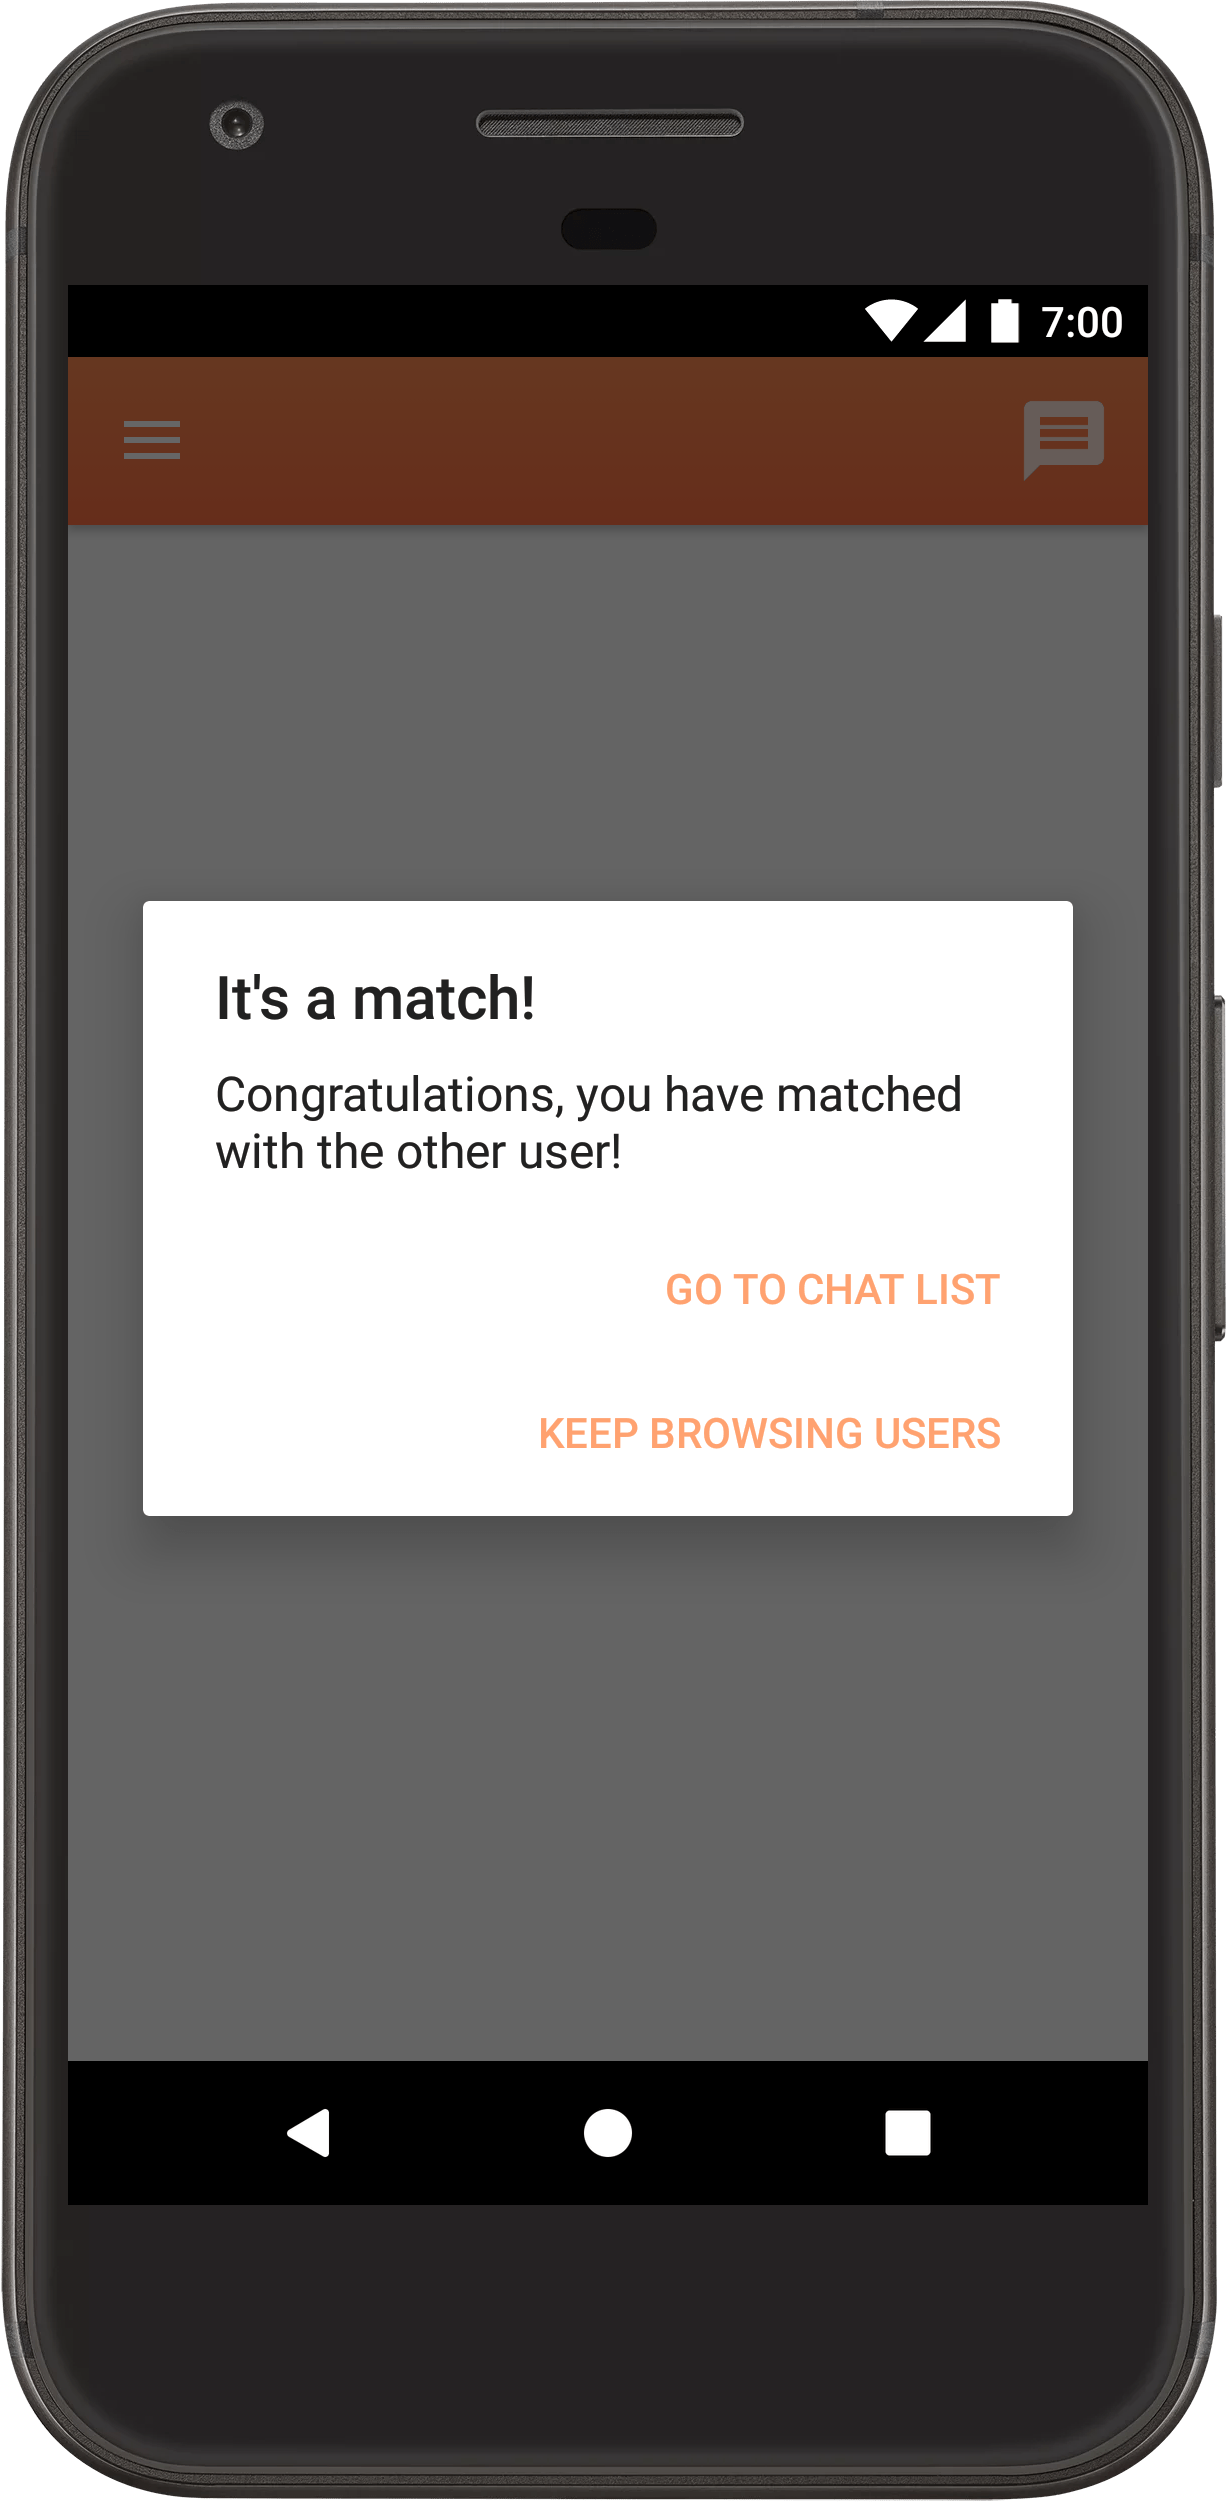 7:00
It's a match!
Congratulations, you have matched
with the other user!
GO TO CHAT LIST
KEEP BROWSING USERS